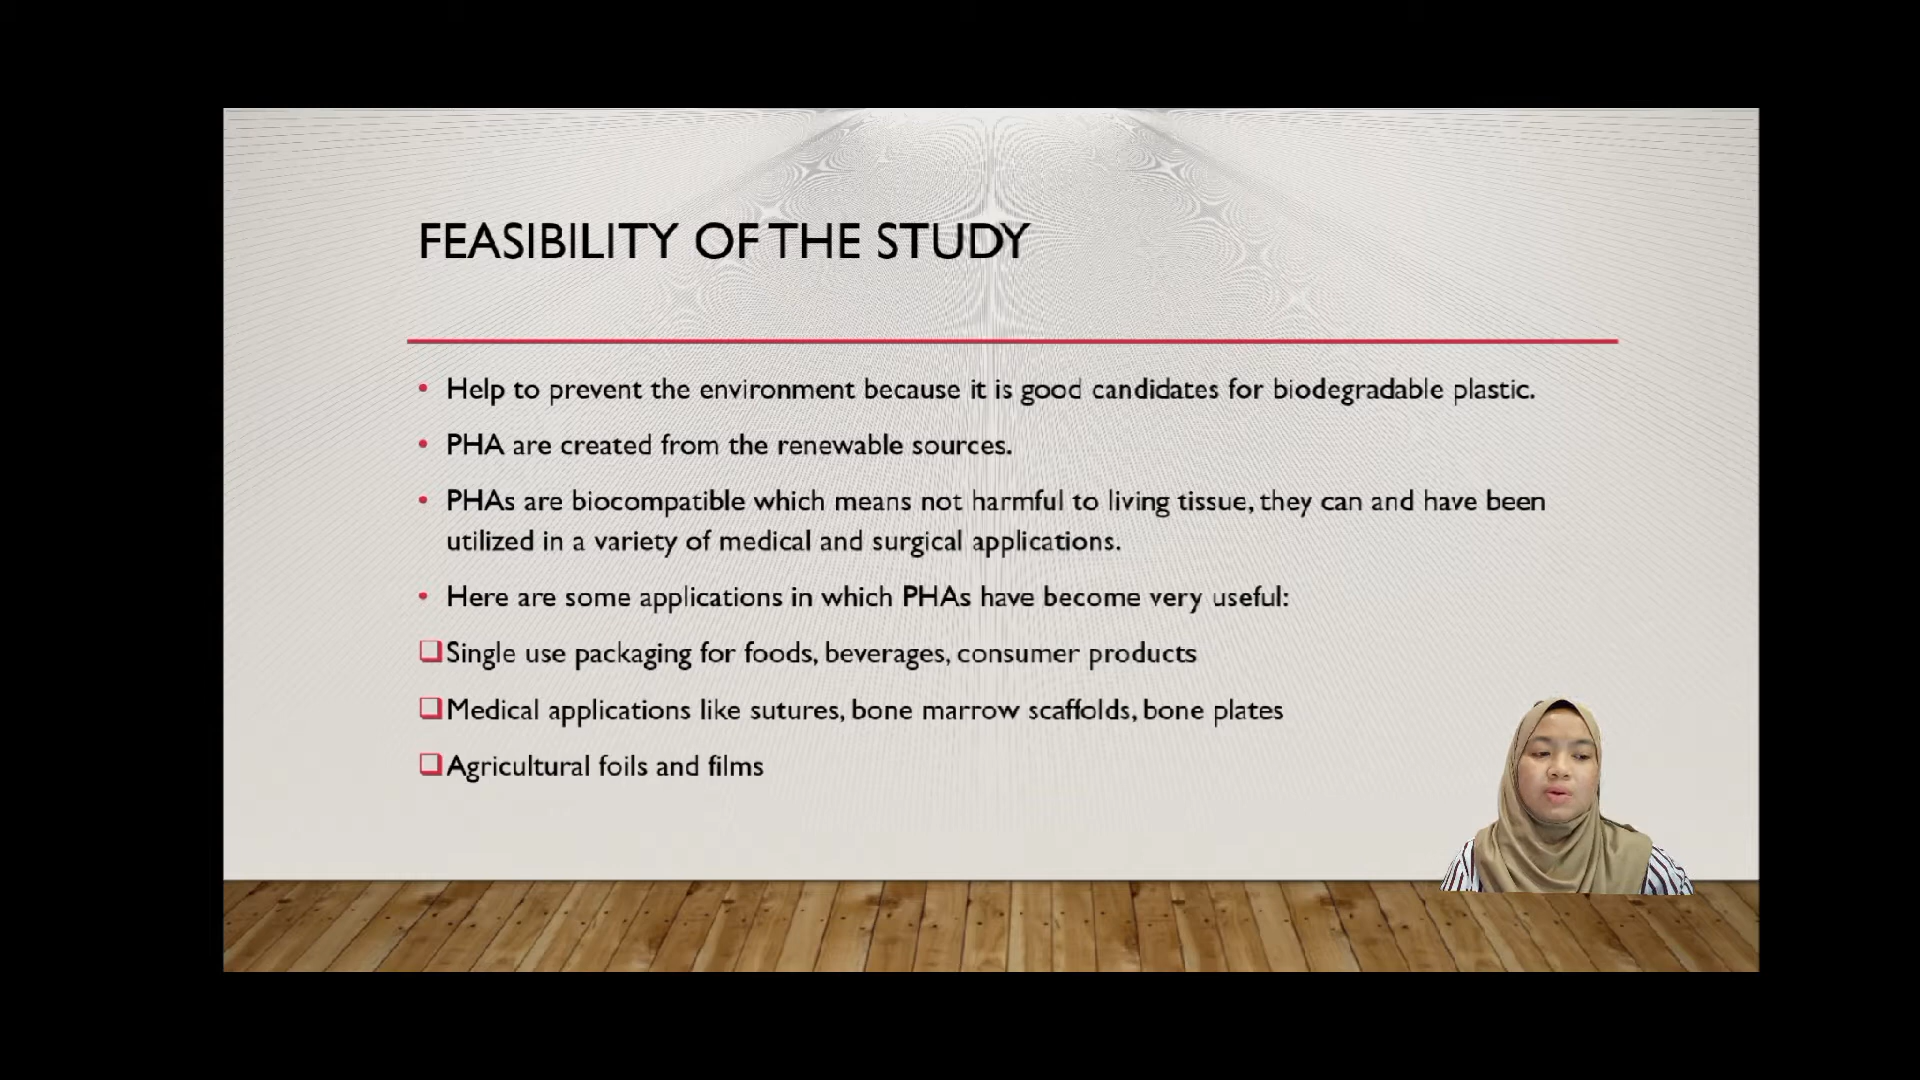 FEASIBILITY OF THE STUDY
• Help to prevent the environment because it is good candidates for biodegradable plastic.
• PHA are created from the renewable sources.
• PHAs are biocompatible which means not harmful to living tissue, they can and have been
utilized in a variety of medical and surgical applications.
• Here are some applications in which PHAs have become very useful:
❑Single use packaging for foods, beverages, consumer products
❑Medical applications like sutures, bone marrow scaffolds, bone plates
❑Agricultural foils and films